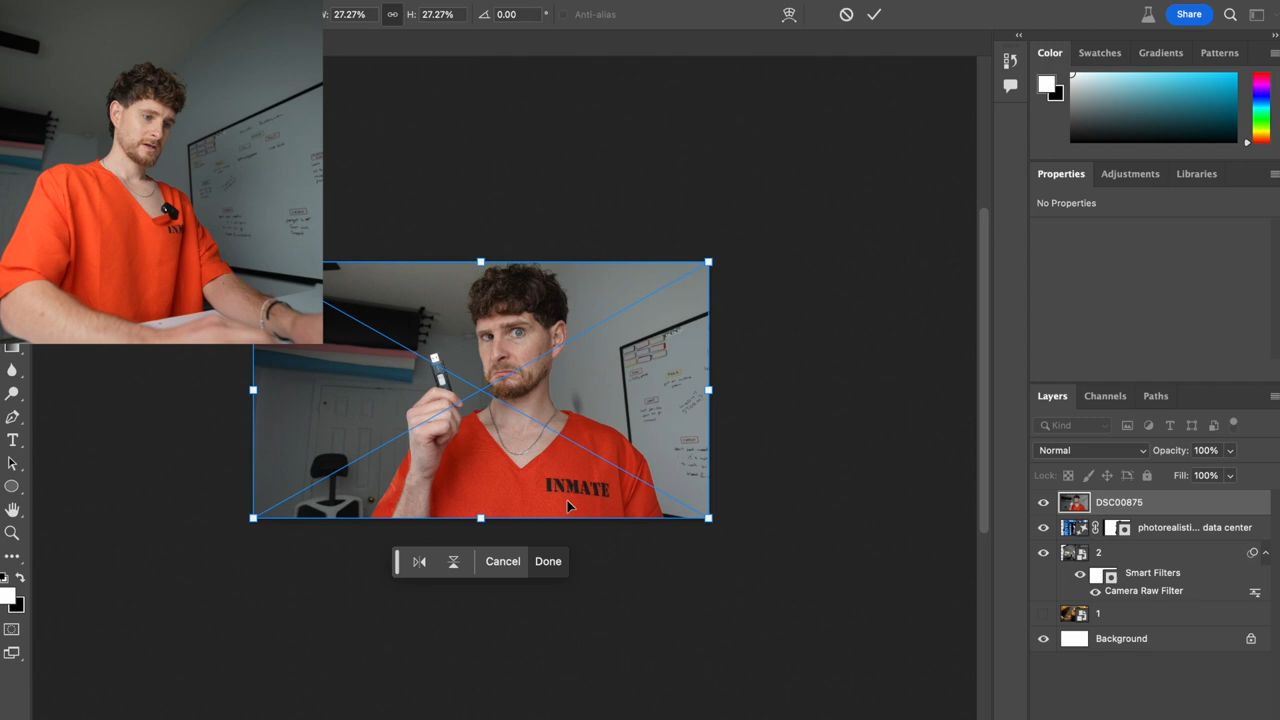 W: 27.27% H: 27.27% 0.00 ° Anti-alias Share
Color Swatches Gradients Patterns
Properties Adjustments Libraries
No Properties
INMATE
Cancel Done
Layers Channels Paths
Kind
Normal Opacity: 100%
Lock: Fill: 100%
DSC00875
photorealisti... data center
2
Smart Filters
Camera Raw Filter
1
Background